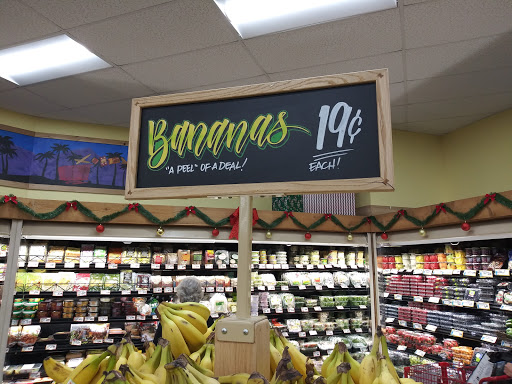 Bananas
"A PEEL" OF A DEAL!
19¢
EACH!